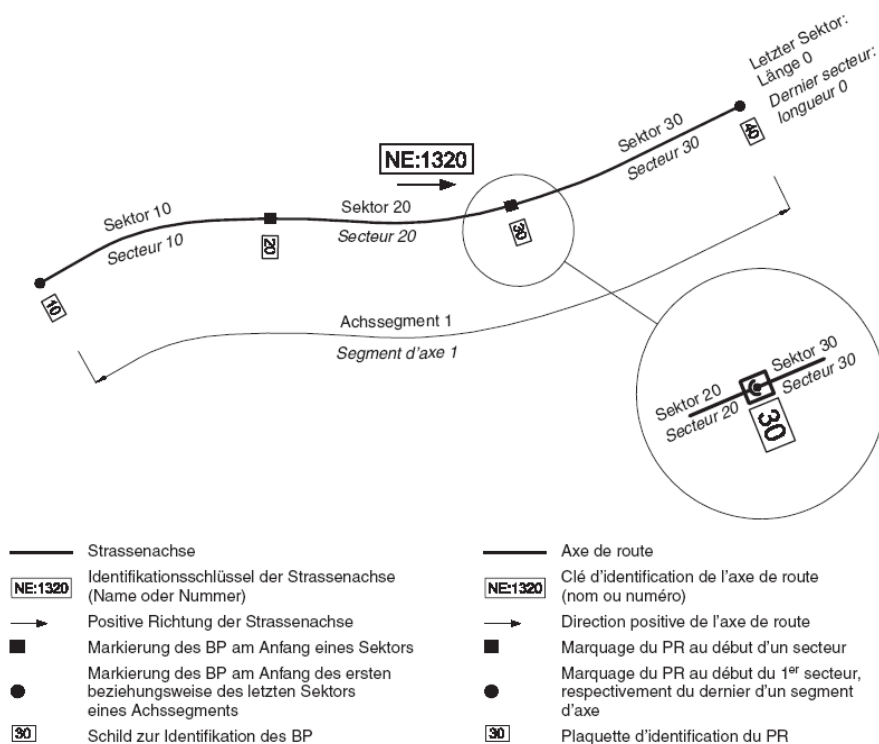 Letzter Sektor:
Länge 0
Dernier secteur:
longueur 0
40
Sektor 30
Secteur 30
NE:1320
Sektor 10
Secteur 10
Sektor 20
Secteur 20
20
30
10
Achssegment 1
Segment d'axe 1
Sektor 30
Secteur 30
Sektor 20
Secteur 20
30
Strassenachse
NE:1320 Identifikationsschlüssel der Strassenachse
(Name oder Nummer)
Positive Richtung der Strassenachse
Markierung des BP am Anfang eines Sektors
Markierung des BP am Anfang des ersten
beziehungsweise des letzten Sektors
eines Achssegments
30 Schild zur Identifikation des BP
Axe de route
NE:1320 Clé d'identification de l'axe de route
(nom ou numéro)
Direction positive de l'axe de route
Marquage du PR au début d'un secteur
Marquage du PR au début du 1er secteur,
respectivement du dernier d'un segment
d'axe
30 Plaquette d'identification du PR